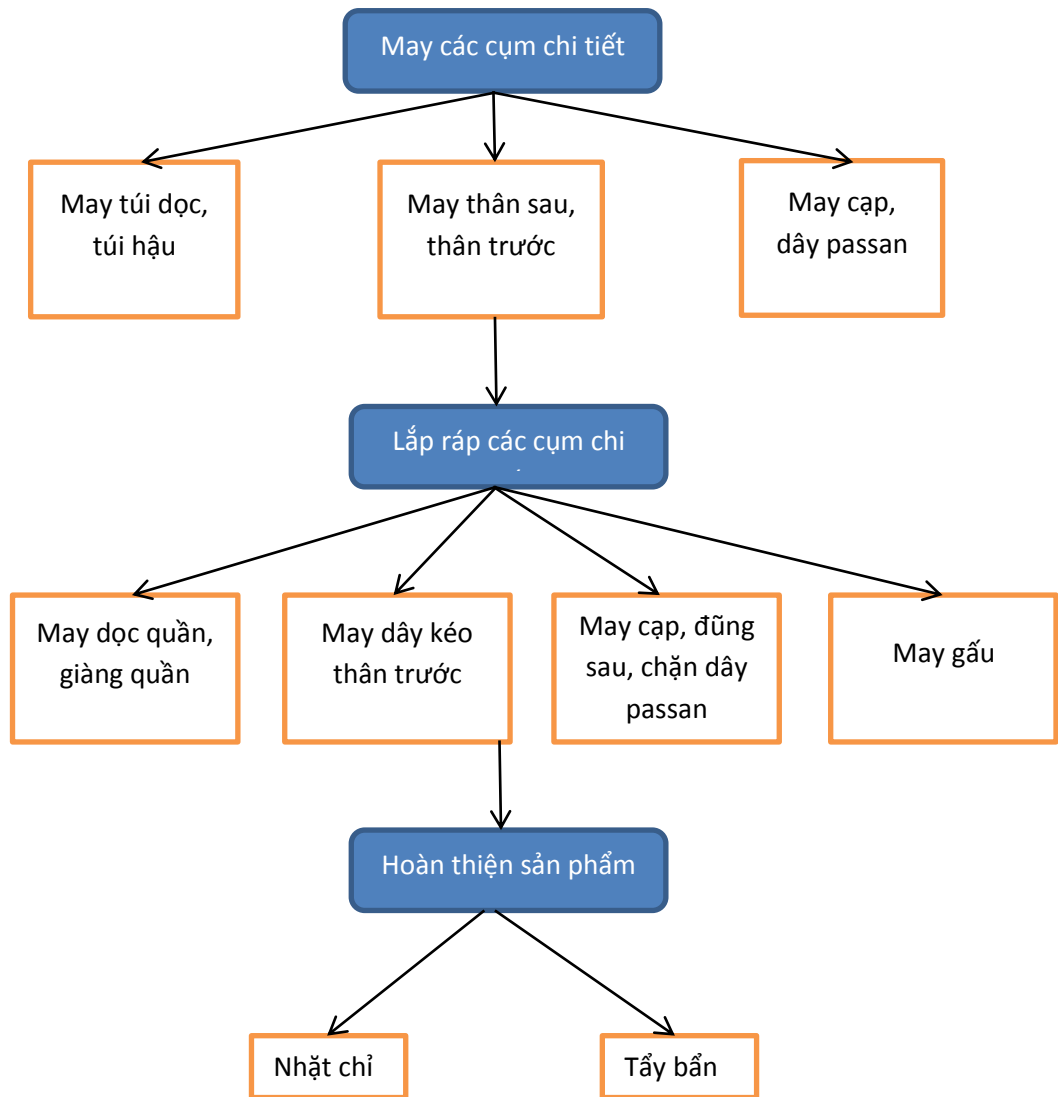 May các cụm chi tiết
May túi dọc,
túi hậu
May thân sau,
thân trước
May cạp,
dây passan
Lắp ráp các cụm chi
May dọc quần,
giàng quần
May dây kéo
thân trước
May cạp, đũng
sau, chặn dây
passan
May gấu
Hoàn thiện sản phẩm
Nhặt chỉ
Tẩy bẩn